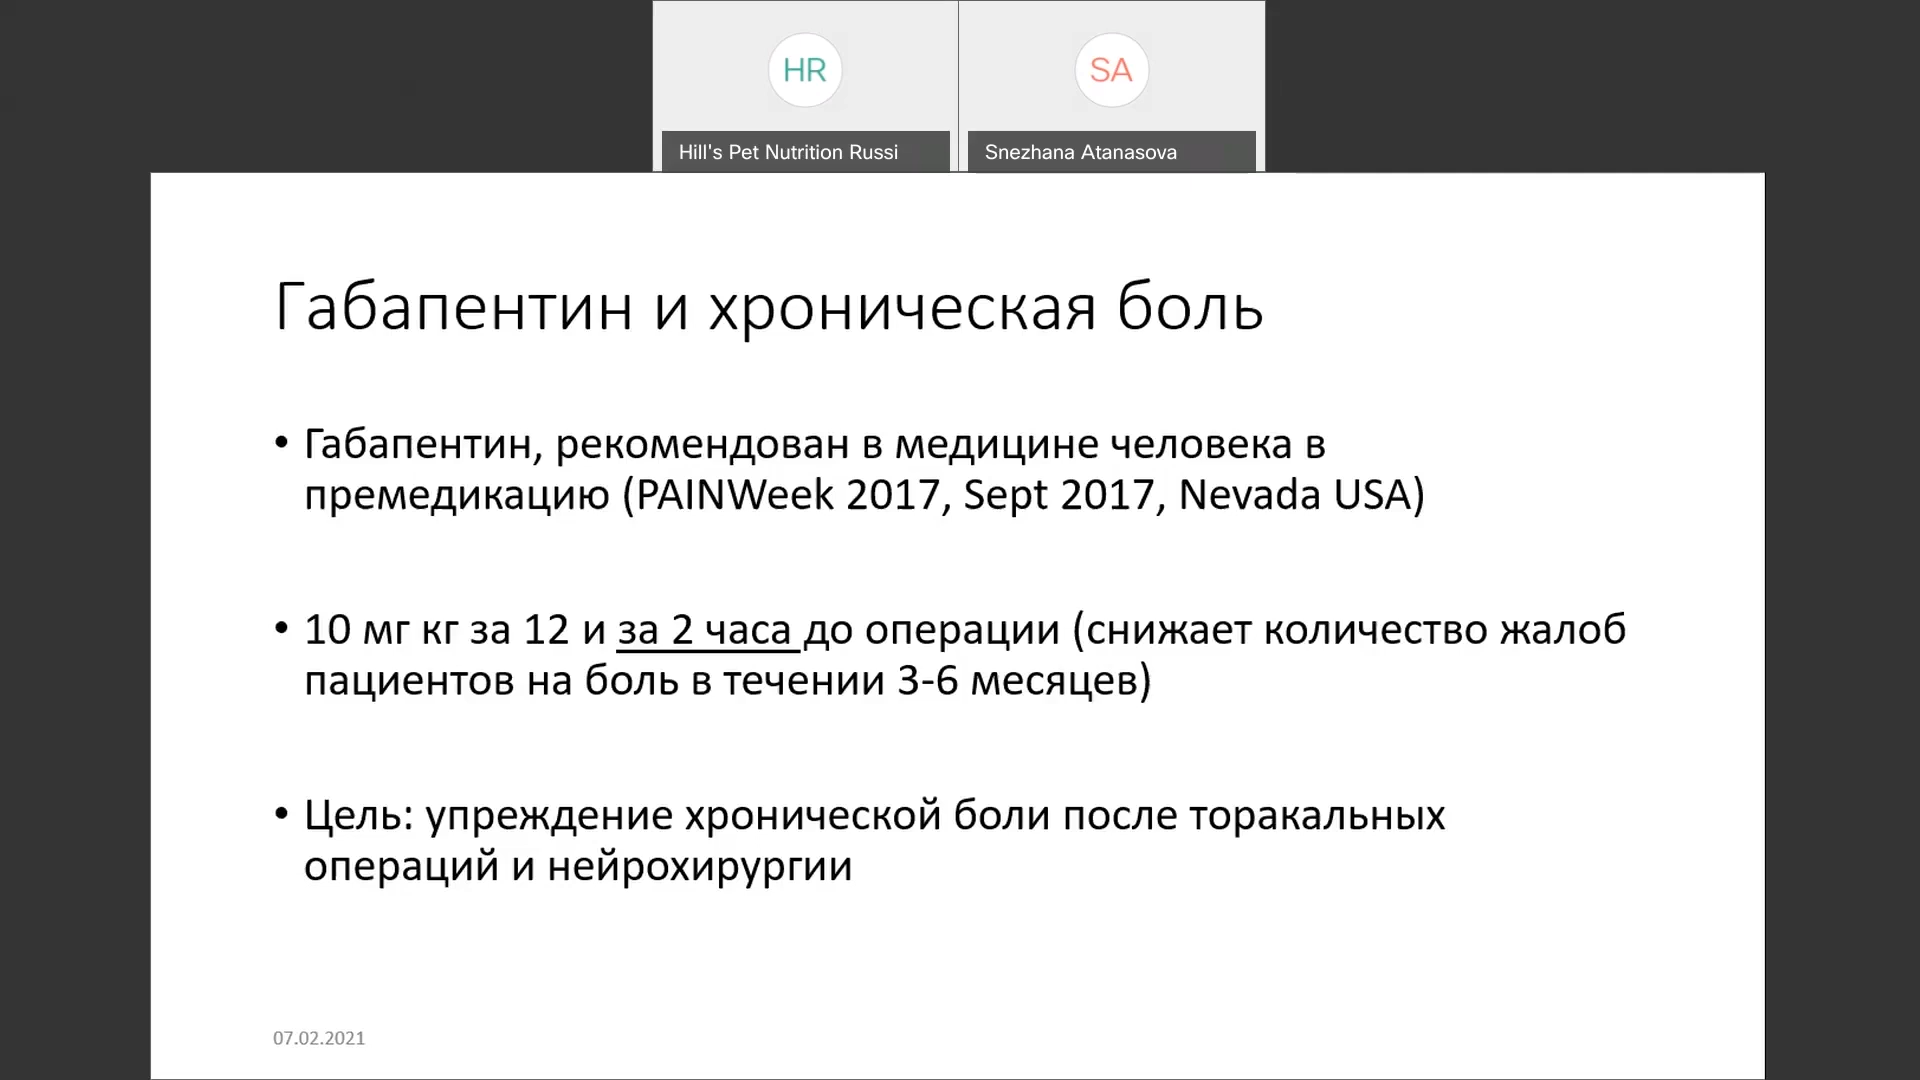 HR
SA
Hill's Pet Nutrition Russi
Snezhana Atanasova
Габапентин и хроническая боль
• Габапентин, рекомендован в медицине человека в
премедикацию (PAINWeek 2017, Sept 2017, Nevada USA)
• 10 мг кг за 12 и за 2 часа до операции (снижает количество жалоб
пациентов на боль в течении 3-6 месяцев)
• Цель: упреждение хронической боли после торакальных
операций и нейрохирургии
07.02.2021